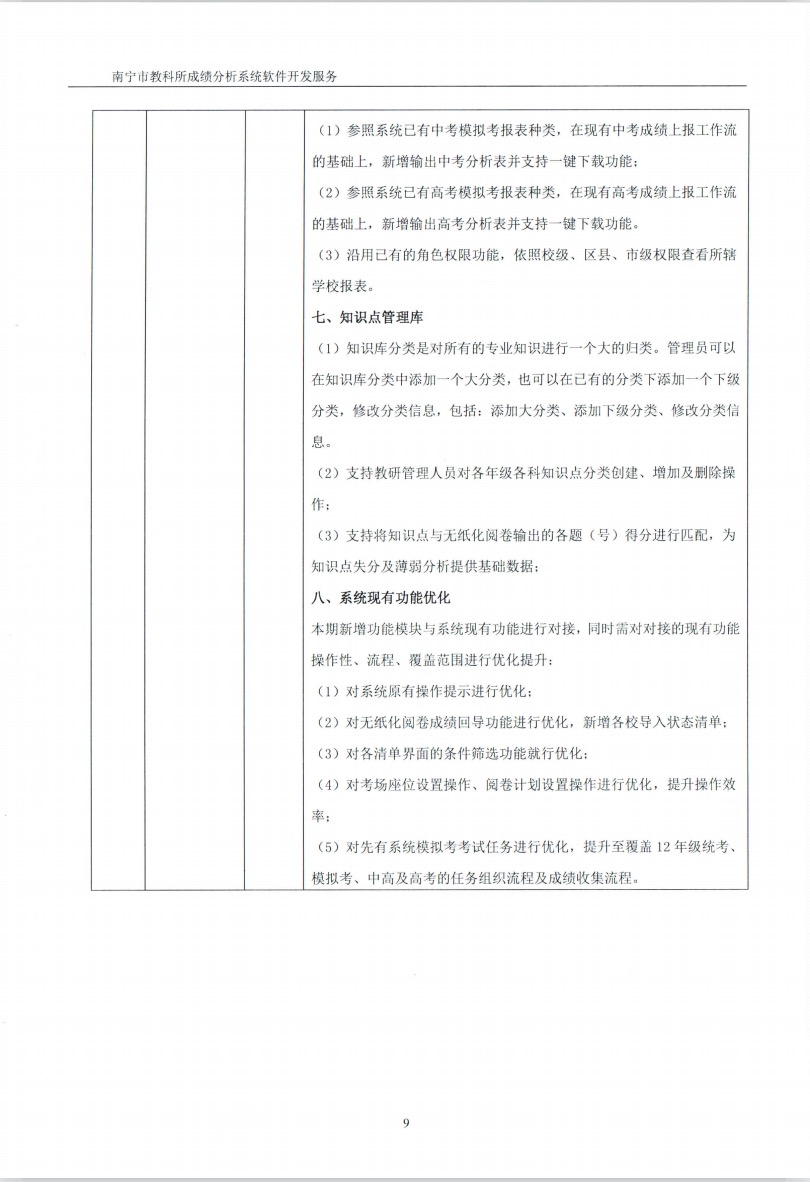 南宁市教科所成绩分析系统软件开发服务
（1）参照系统已有中考模拟考报表种类，在现有中考成绩上报工作流
的基础上，新增输出中考分析表并支持一键下载功能；
（2）参照系统已有高考模拟考报表种类，在现有高考成绩上报工作流
的基础上，新增输出高考分析表并支持一键下载功能。
（3）沿用已有的角色权限功能，依照校级、区县、市级权限查看所辖
学校报表。
七、知识点管理库
（1）知识库分类是对所有的专业知识进行一个大的归类。管理员可以
在知识库分类中添加一个大分类，也可以在已有的分类下添加一个下级
分类，修改分类信息，包括：添加大分类、添加下级分类、修改分类信
息。
（2）支持教研管理人员对各年级各科知识点分类创建、增加及删除操
作；
（3）支持将知识点与无纸化阅卷输出的各题（号）得分进行匹配，为
知识点失分及薄弱分析提供基础数据；
八、系统现有功能优化
本期新增功能模块与系统现有功能进行对接，同时需对对接的现有功能
操作性、流程、覆盖范围进行优化提升：
（1）对系统原有操作提示进行优化；
（2）对无纸化阅卷成绩回导功能进行优化，新增各校导入状态清单；
（3）对各清单界面的条件筛选功能就行优化；
（4）对考场座位设置操作、阅卷计划设置操作进行优化，提升操作效
率；
（5）对先有系统模拟考考试任务进行优化，提升至覆盖 12 年级统考、
模拟考、中高及高考的任务组织流程及成绩收集流程。
9